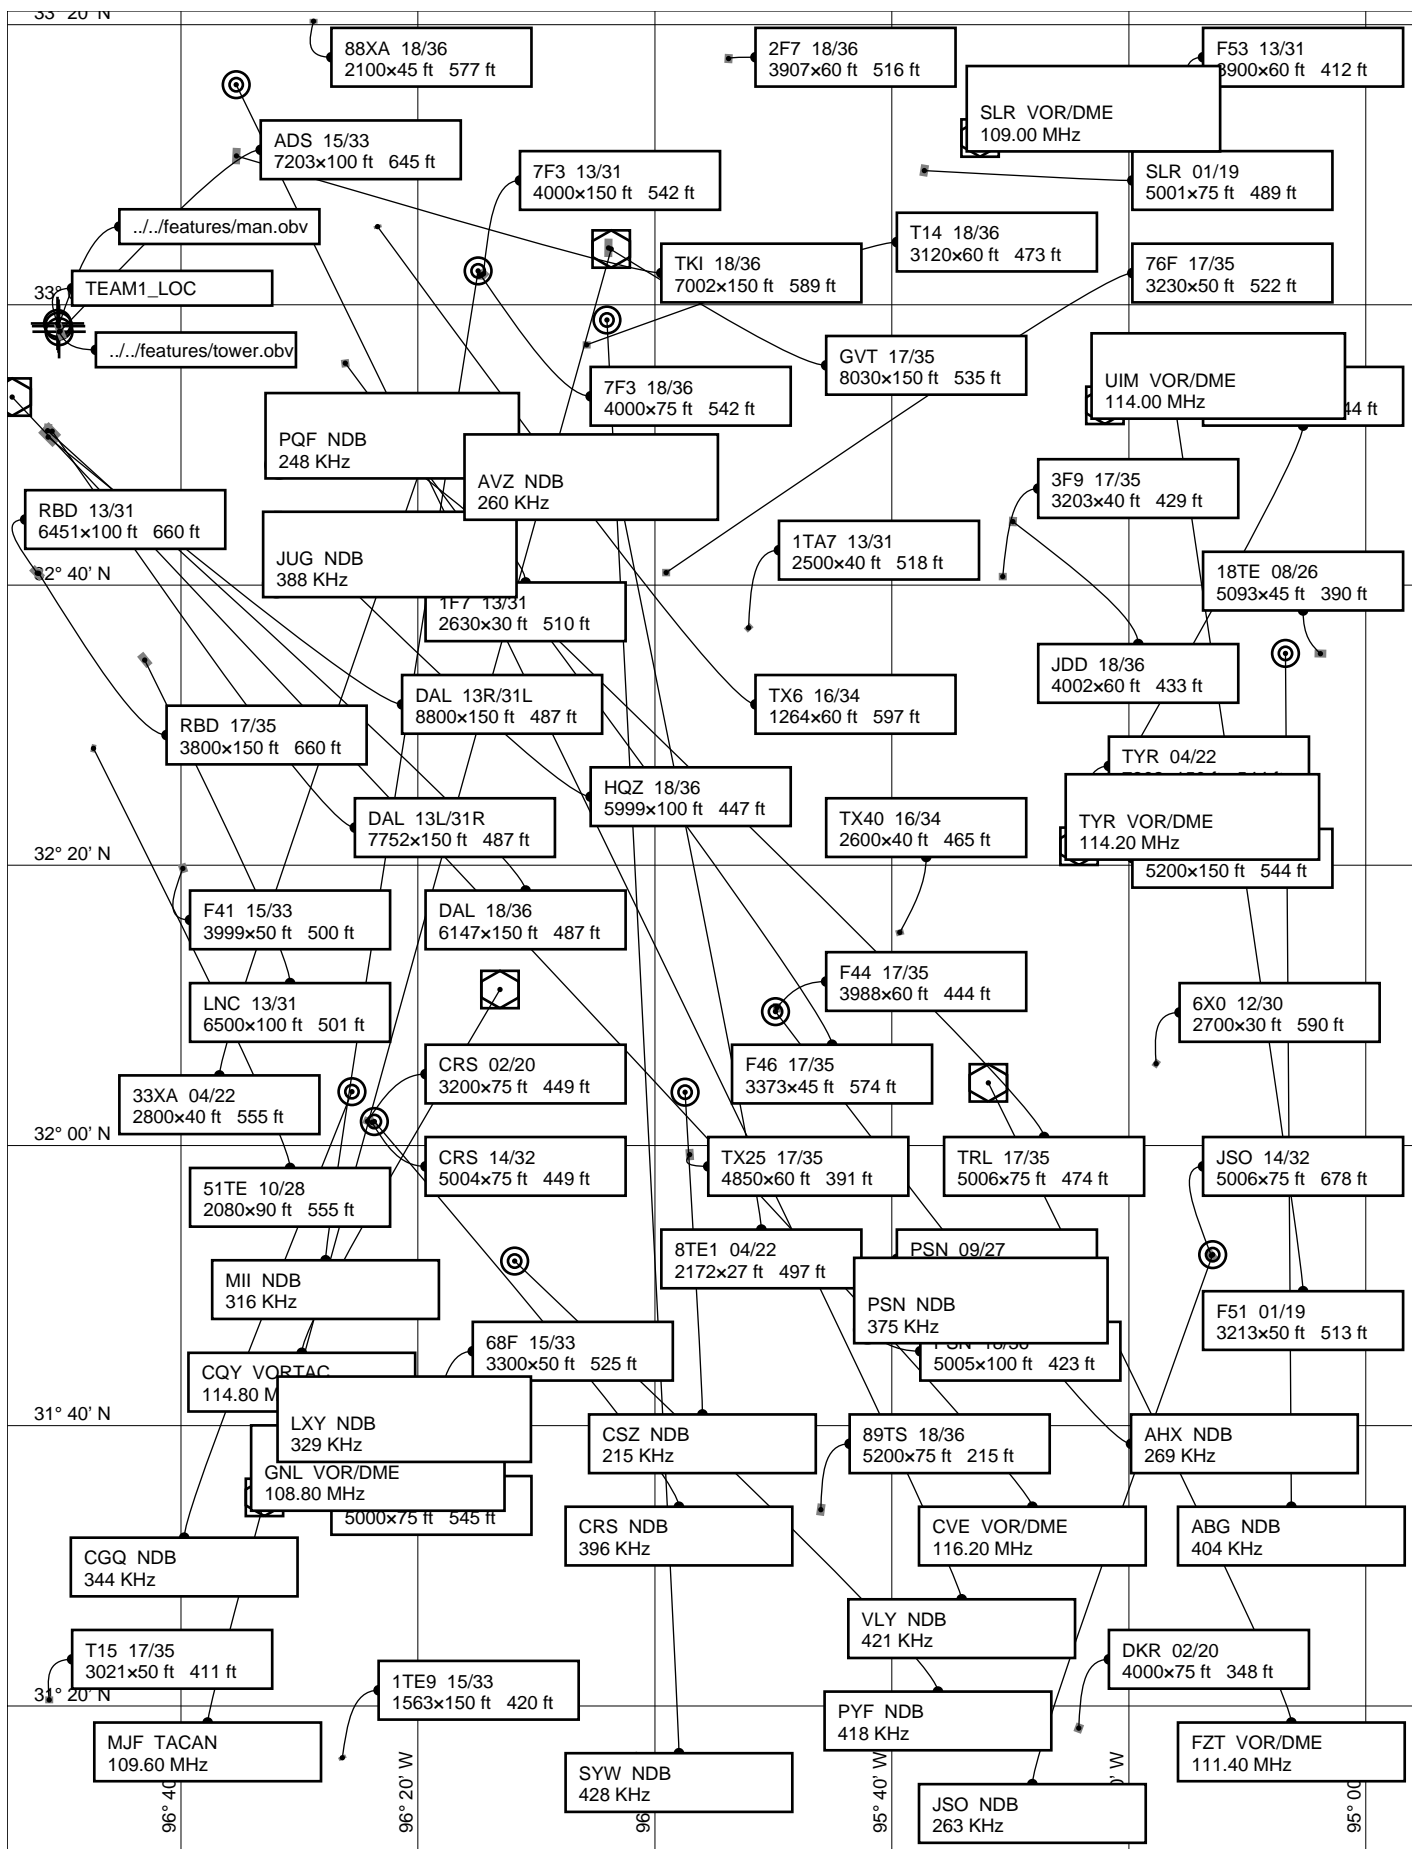 33° 20' N
88XA 18/36
2100×45 ft 577 ft
2F7 18/36
3907×60 ft 516 ft
F53 13/31
3900×60 ft 412 ft
SLR VOR/DME
109.00 MHz
ADS 15/33
7203×100 ft 645 ft
7F3 13/31
4000×150 ft 542 ft
SLR 01/19
5001×75 ft 489 ft
../../features/man.obv
T14 18/36
3120×60 ft 473 ft
TKI 18/36
7002×150 ft 589 ft
76F 17/35
3230×50 ft 522 ft
TEAM1_LOC
33°
../../features/tower.obv
GVT 17/35
8030×150 ft 535 ft
UIM VOR/DME
114.00 MHz
44 ft
7F3 18/36
4000×75 ft 542 ft
PQF NDB
248 KHz
AVZ NDB
260 KHz
3F9 17/35
3203×40 ft 429 ft
RBD 13/31
6451×100 ft 660 ft
JUG NDB
388 KHz
1TA7 13/31
2500×40 ft 518 ft
18TE 08/26
5093×45 ft 390 ft
32° 40' N
1F7 13/31
2630×30 ft 510 ft
JDD 18/36
4002×60 ft 433 ft
DAL 13R/31L
8800×150 ft 487 ft
TX6 16/34
1264×60 ft 597 ft
RBD 17/35
3800×150 ft 660 ft
TYR 04/22
HQZ 18/36
5999×100 ft 447 ft
DAL 13L/31R
7752×150 ft 487 ft
TX40 16/34
2600×40 ft 465 ft
TYR VOR/DME
114.20 MHz
5200×150 ft 544 ft
32° 20' N
F41 15/33
3999×50 ft 500 ft
DAL 18/36
6147×150 ft 487 ft
F44 17/35
3988×60 ft 444 ft
LNC 13/31
6500×100 ft 501 ft
6X0 12/30
2700×30 ft 590 ft
CRS 02/20
3200×75 ft 449 ft
F46 17/35
3373×45 ft 574 ft
33XA 04/22
2800×40 ft 555 ft
32° 00' N
CRS 14/32
5004×75 ft 449 ft
TX25 17/35
4850×60 ft 391 ft
TRL 17/35
5006×75 ft 474 ft
JSO 14/32
5006×75 ft 678 ft
51TE 10/28
2080×90 ft 555 ft
8TE1 04/22
2172×27 ft 497 ft
PSN 09/27
MII NDB
316 KHz
PSN NDB
375 KHz
F51 01/19
3213×50 ft 513 ft
68F 15/33
3300×50 ft 525 ft
5005×100 ft 423 ft
CQY VORTAC
114.80 M
LXY NDB
329 KHz
31° 40' N
CSZ NDB
215 KHz
89TS 18/36
5200×75 ft 215 ft
AHX NDB
269 KHz
GNL VOR/DME
108.80 MHz
5000×75 ft 545 ft
CRS NDB
396 KHz
CVE VOR/DME
116.20 MHz
ABG NDB
404 KHz
CGQ NDB
344 KHz
VLY NDB
421 KHz
T15 17/35
3021×50 ft 411 ft
DKR 02/20
4000×75 ft 348 ft
1TE9 15/33
1563×150 ft 420 ft
31° 20' N
PYF NDB
418 KHz
MJF TACAN
109.60 MHz
FZT VOR/DME
111.40 MHz
SYW NDB
428 KHz
JSO NDB
263 KHz
96° 40
96° 20' W
96
95° 40' W
0' W
95° 00